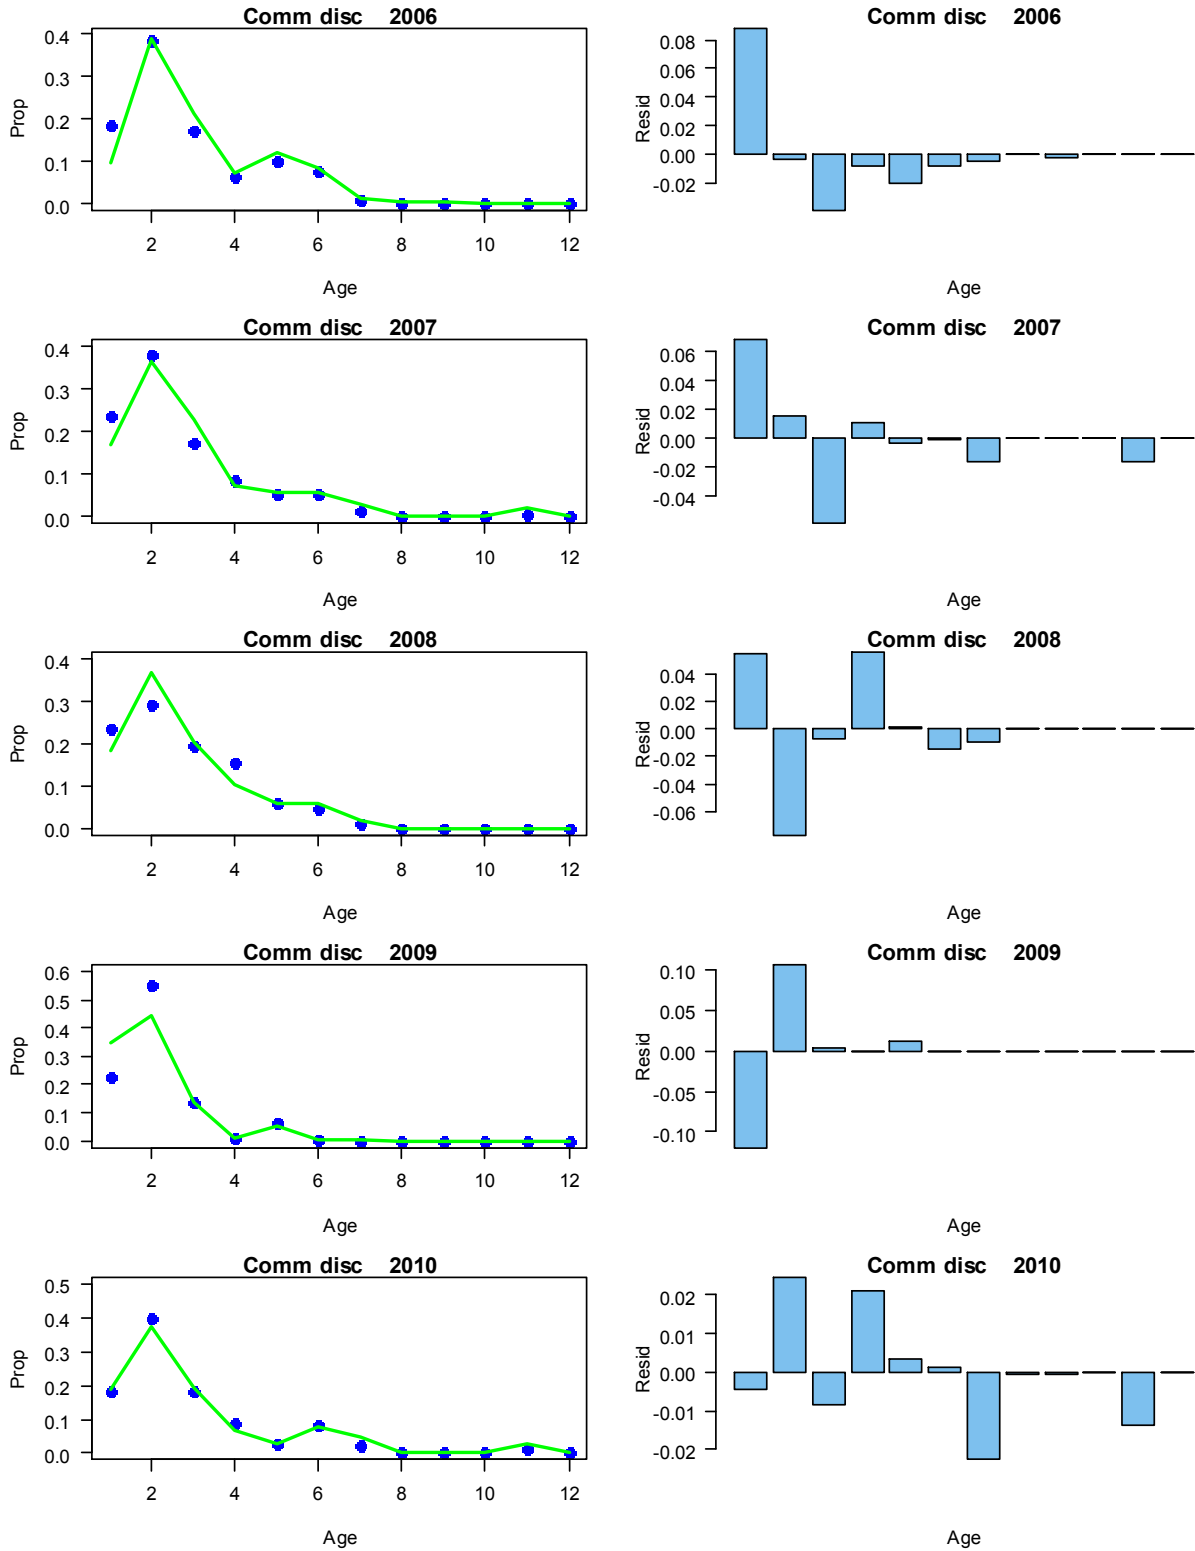 Comm disc 2006
Prop
0.4
0.3
0.2
0.1
0.0
2 4 6 8 10 12
Age
Comm disc 2006
Resid
0.08
0.06
0.04
0.02
0.00
-0.02
Age
Comm disc 2007
Prop
0.4
0.3
0.2
0.1
0.0
2 4 6 8 10 12
Age
Comm disc 2007
Resid
0.06
0.04
0.02
0.00
-0.02
-0.04
Age
Comm disc 2008
Prop
0.4
0.3
0.2
0.1
0.0
2 4 6 8 10 12
Age
Comm disc 2008
Resid
0.04
0.02
0.00
-0.02
-0.04
-0.06
Age
Comm disc 2009
Prop
0.6
0.5
0.4
0.3
0.2
0.1
0.0
2 4 6 8 10 12
Age
Comm disc 2009
Resid
0.10
0.05
0.00
-0.05
-0.10
Age
Comm disc 2010
Prop
0.5
0.4
0.3
0.2
0.1
0.0
2 4 6 8 10 12
Age
Comm disc 2010
Resid
0.02
0.01
0.00
-0.01
-0.02
Age